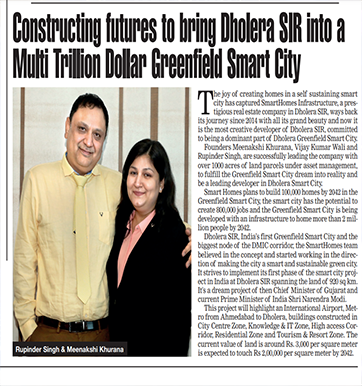 Constructing futures to bring Dholera SIR into a
Multi Trillion Dollar Greenfield Smart City
The joy of creating homes in a self sustaining smart
city has captured SmartHomes Infrastructure, a pres-
tigious real estate company in Dholera SIR, ways back
its journey since 2014 with all its grand beauty and now it
is the most creative developer of Dholera SIR, committed
to being a dominant part of Dholera Greenfield Smart City.
Founders Meenakshi Khurana, Vijay Kumar Wali and
Rupinder Singh, are successfully leading the company with
over 1000 acres of land parcels under asset management,
to fulfill the Greenfield Smart City dream into reality and
be a leading developer in Dholera Smart City.
Smart Homes plans to build 100,000 homes by 2042 in the
Greenfield Smart City, the smart city has the potential to
create 800,000 jobs and the Greenfield Smart City is being
developed with an infrastructure to home more than 2 mil-
lion people by 2042.
Dholera SIR, India's first Greenfield Smart City and the
biggest node of the DMIC corridor, the SmartHomes team
believed in the concept and started working in the direc-
tion of making the city a smart and sustainable green city.
It strives to implement its first phase of the smart city pro-
ject in India at Dholera SIR spanning the land of 920 sq km.
It's a dream project of then Chief Minister of Gujarat and
current Prime Minister of India Shri Narendra Modi.
This project will highlight an International Airport, Met-
ro from Ahmedabad to Dholera, buildings constructed in
City Centre Zone, Knowledge & IT Zone, High access Cor-
ridor, Residential Zone and Tourism & Resort Zone. The
current value of land is around Rs. 3,000 per square meter
is expected to touch Rs 2,00,000 per square meter by 2042.
Rupinder Singh & Meenakshi Khurana